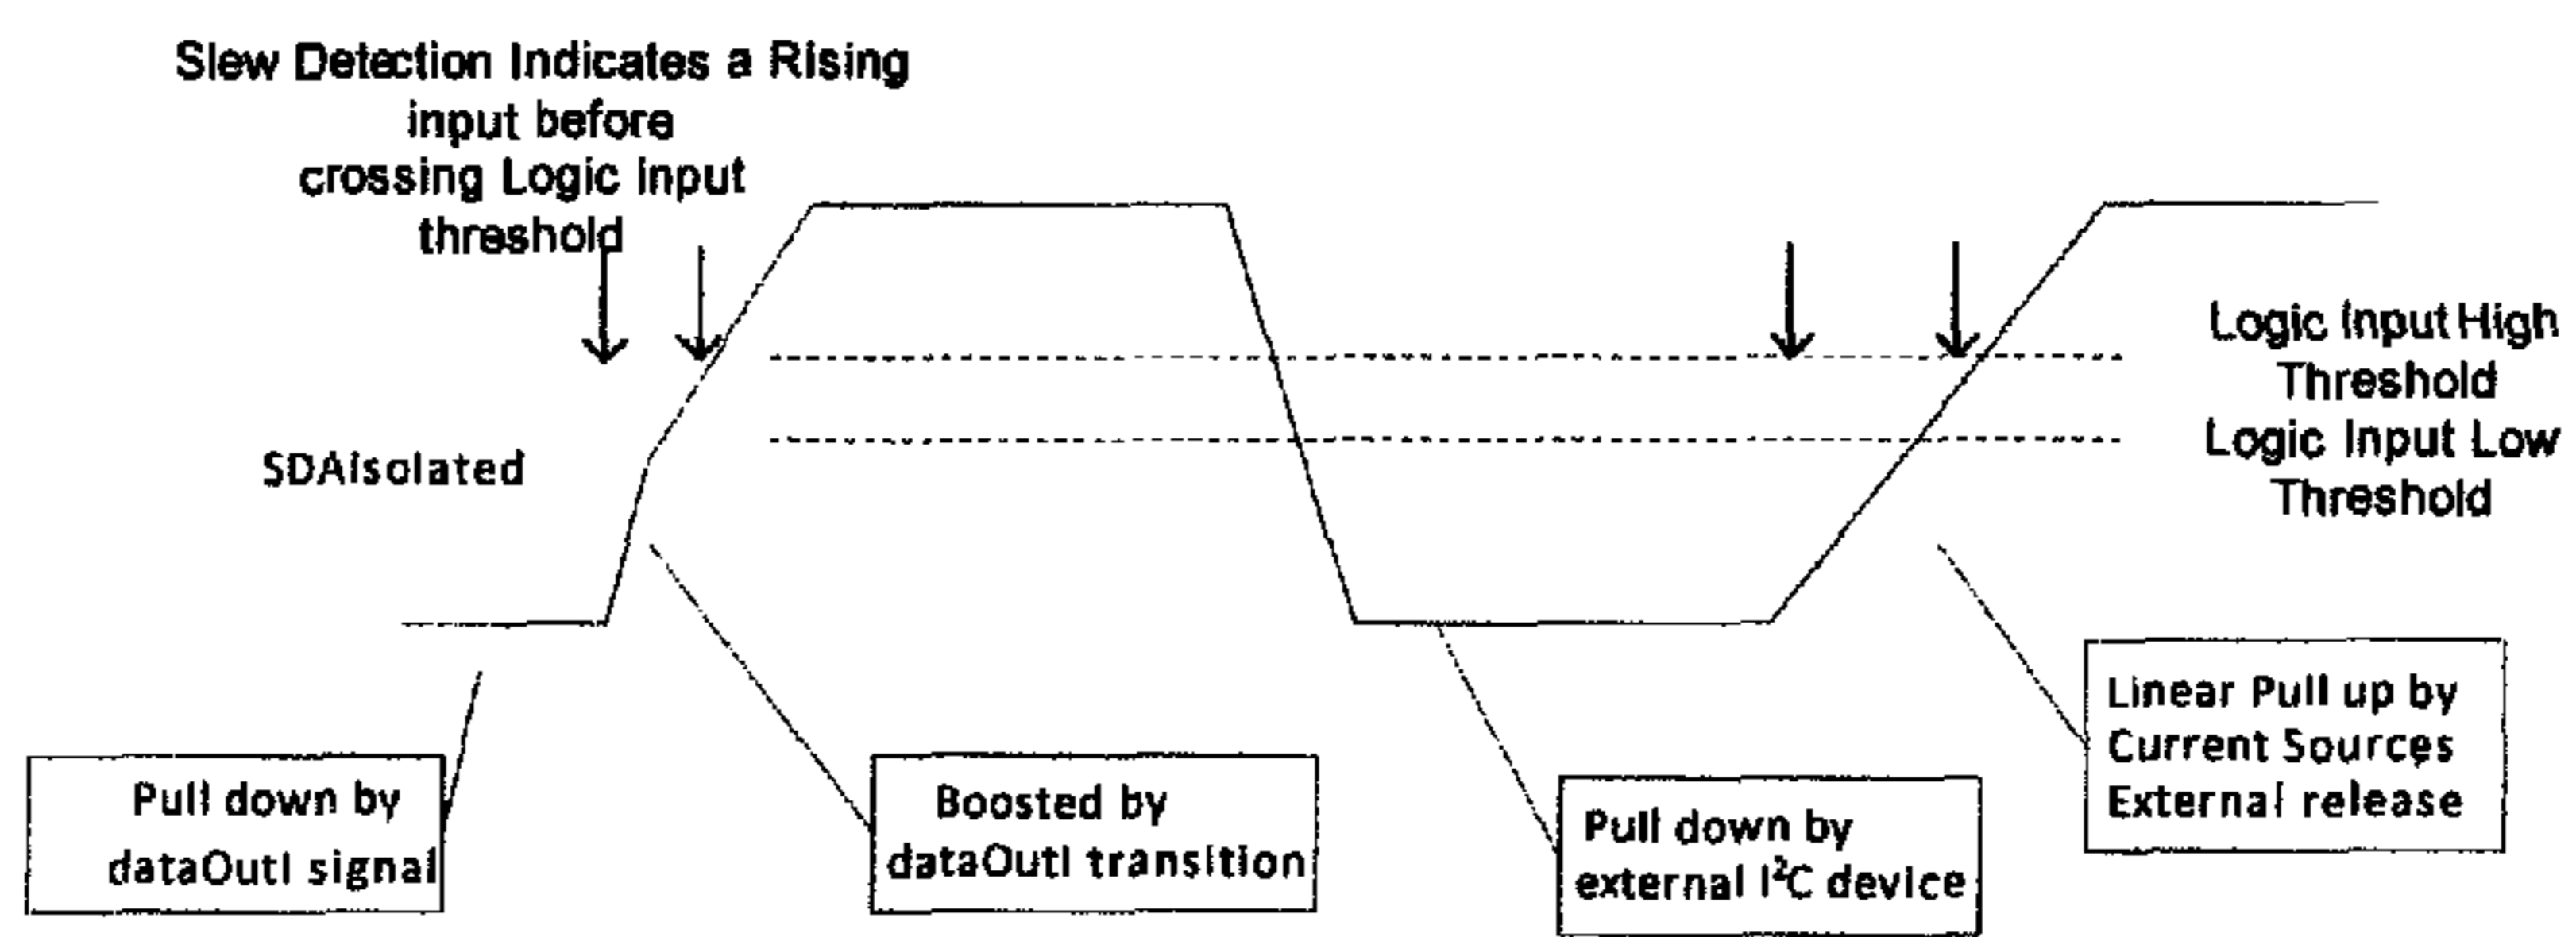 Slew Detection Indicates a Rising
input before
crossing Logic input
threshold
Logic Input High
Threshold
Logic Input Low
Threshold
SDAIsolated
Pull down by
dataOutI signal
Boosted by
dataOutI transition
Pull down by
external I²C device
Linear Pull up by
Current Sources
External release